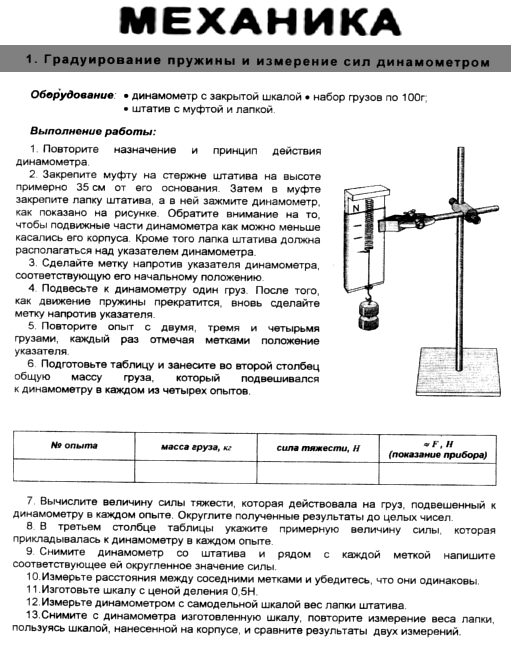 МЕХАНИКА
1. Градуирование пружины и измерение сил динамометром
Оборудование: • динамометр с закрытой шкалой • набор грузов по 100г;
• штатив с муфтой и лапкой.
Выполнение работы:
1. Повторите назначение и принцип действия
динамометра.
2. Закрепите муфту на стержне штатива на высоте
примерно 35 см от его основания. Затем в муфте
закрепите лапку штатива, а в ней зажмите динамометр,
как показано на рисунке. Обратите внимание на то,
чтобы подвижные части динамометра как можно меньше
касались его корпуса. Кроме того лапка штатива должна
располагаться над указателем динамометра.
3. Сделайте метку напротив указателя динамометра,
соответствующую его начальному положению.
4. Подвесьте к динамометру один груз. После того,
как движение пружины прекратится, вновь сделайте
метку напротив указателя.
5. Повторите опыт с двумя, тремя и четырьмя
грузами, каждый раз отмечая метками положение
указателя.
6. Подготовьте таблицу и занесите во второй столбец
общую массу груза, который подвешивался
к динамометру в каждом из четырех опытов.
N
№ опыта масса груза, кг сила тяжести, Н ≈ F , Н
(показание прибора)
7. Вычислите величину силы тяжести, которая действовала на груз, подвешенный к
динамометру в каждом опыте. Округлите полученные результаты до целых чисел.
8. В третьем столбце таблицы укажите примерную величину силы, которая
прикладывалась к динамометру в каждом опыте.
9. Снимите динамометр со штатива и рядом с каждой меткой напишите
соответствующее ей округленное значение силы.
10.Измерьте расстояния между соседними метками и убедитесь, что они одинаковы.
11.Изготовьте шкалу с ценой деления 0,5Н.
12.Измерьте динамометром с самодельной шкалой вес лапки штатива.
13.Снимите с динамометра изготовленную шкалу, повторите измерение веса лапки,
пользуясь шкалой, нанесенной на корпусе, и сравните результаты двух измерений.